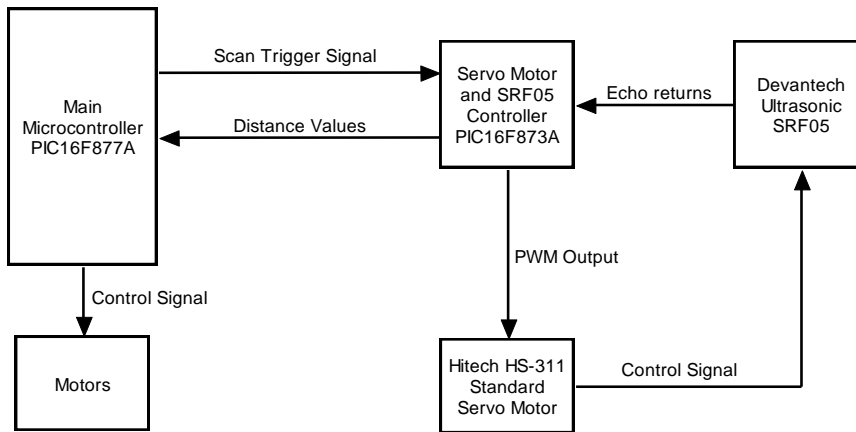 Main
Microcontroller
PIC16F877A
Scan Trigger Signal
Distance Values
Servo Motor
and SRF05
Controller
PIC16F873A
Echo returns
Devantech
Ultrasonic
SRF05
PWM Output
Control Signal
Motors
Hitech HS-311
Standard
Servo Motor
Control Signal